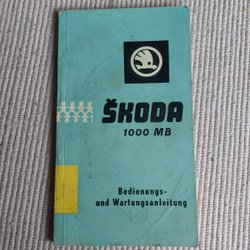 ŠKODA
1000 MB
Bedienungs-
und Wartungsanleitung